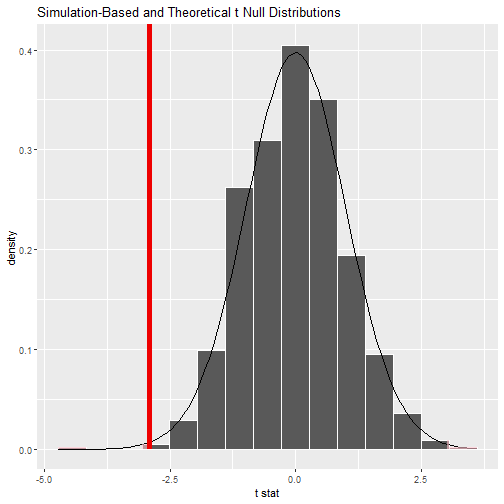 Simulation-Based and Theoretical t Null Distributions
0.4
0.3
0.2
0.1
0.0
density
-5.0 -2.5 0.0 2.5
t stat